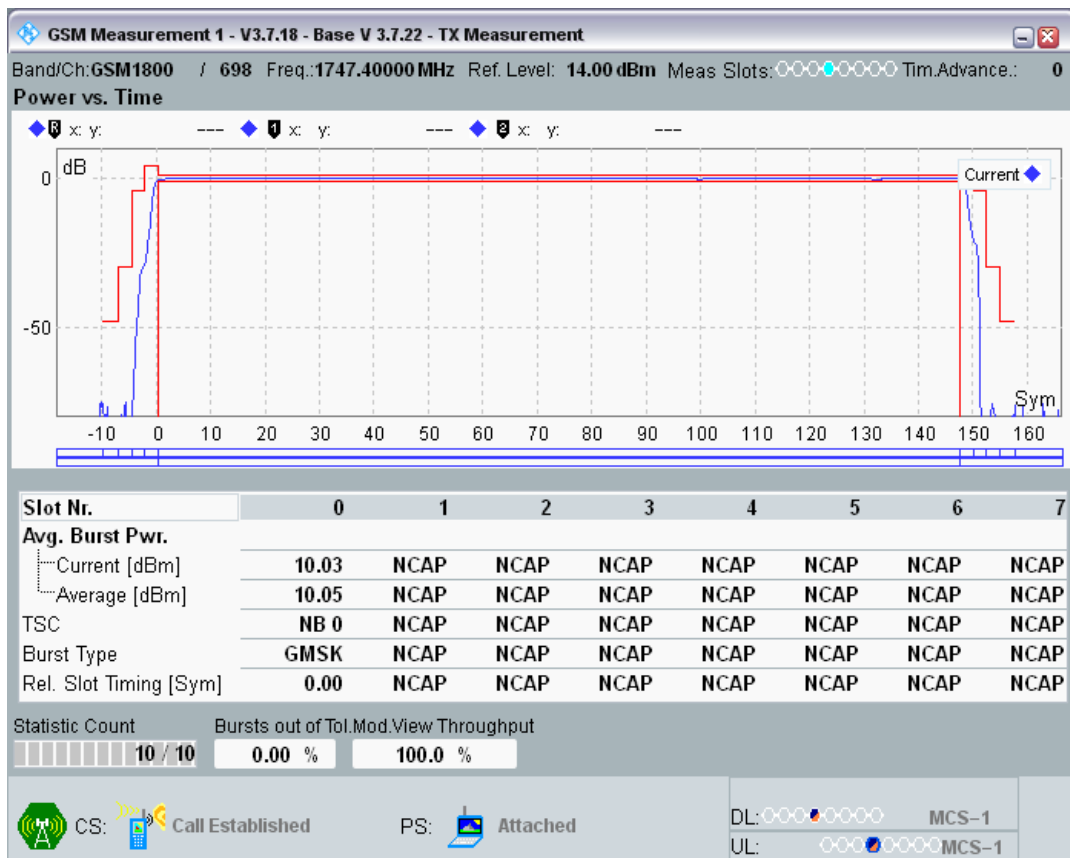 GSM Measurement 1 - V3.7.18 - Base V 3.7.22 - TX Measurement
Band/Ch:GSM1800 / 698 Freq.:1747.40000 MHz Ref. Level: 14.00 dBm Meas Slots: Tim.Advance.: 0
Power vs. Time
R x: y: --- 1 x: y: --- 2 x: y: ---
dB
0
Current
-50
Sym
-10 0 10 20 30 40 50 60 70 80 90 100 110 120 130 140 150 160
Slot Nr. 0 1 2 3 4 5 6 7
Avg. Burst Pwr.
Current [dBm] 10.03 NCAP NCAP NCAP NCAP NCAP NCAP NCAP
Average [dBm] 10.05 NCAP NCAP NCAP NCAP NCAP NCAP NCAP
TSC NB 0 NCAP NCAP NCAP NCAP NCAP NCAP NCAP
Burst Type GMSK NCAP NCAP NCAP NCAP NCAP NCAP NCAP
Rel. Slot Timing [Sym] 0.00 NCAP NCAP NCAP NCAP NCAP NCAP NCAP
Statistic Count Bursts out of Tol.Mod.View Throughput
10 / 10 0.00 % 100.0 %
CS: Call Established PS: Attached
DL: MCS-1
UL: MCS-1